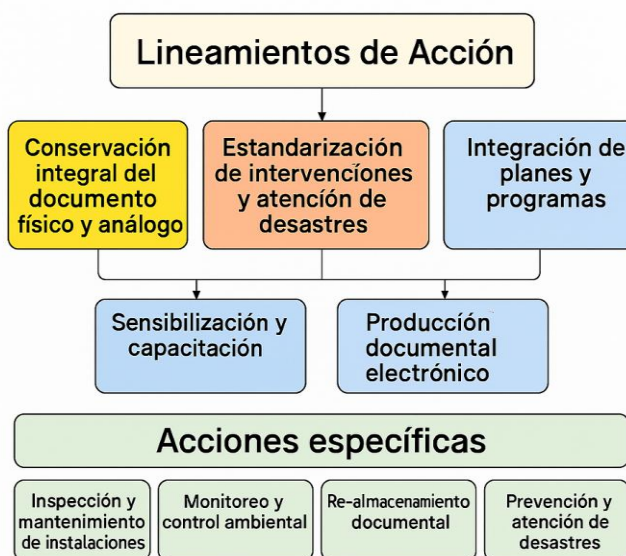 Lineamientos de Acción
Conservación
integral del
documento
físico y análogo
Estandarización
de intervenciones
y atención de
desastres
Integración de
planes y
programas
Sensibilización y
capacitación
Producción
documental
electrónico
Acciones específicas
Inspección y
mantenimiento
de instalaciones
Monitoreo y
control ambiental
Re-almacenamiento
documental
Prevención y
atención de
desastres